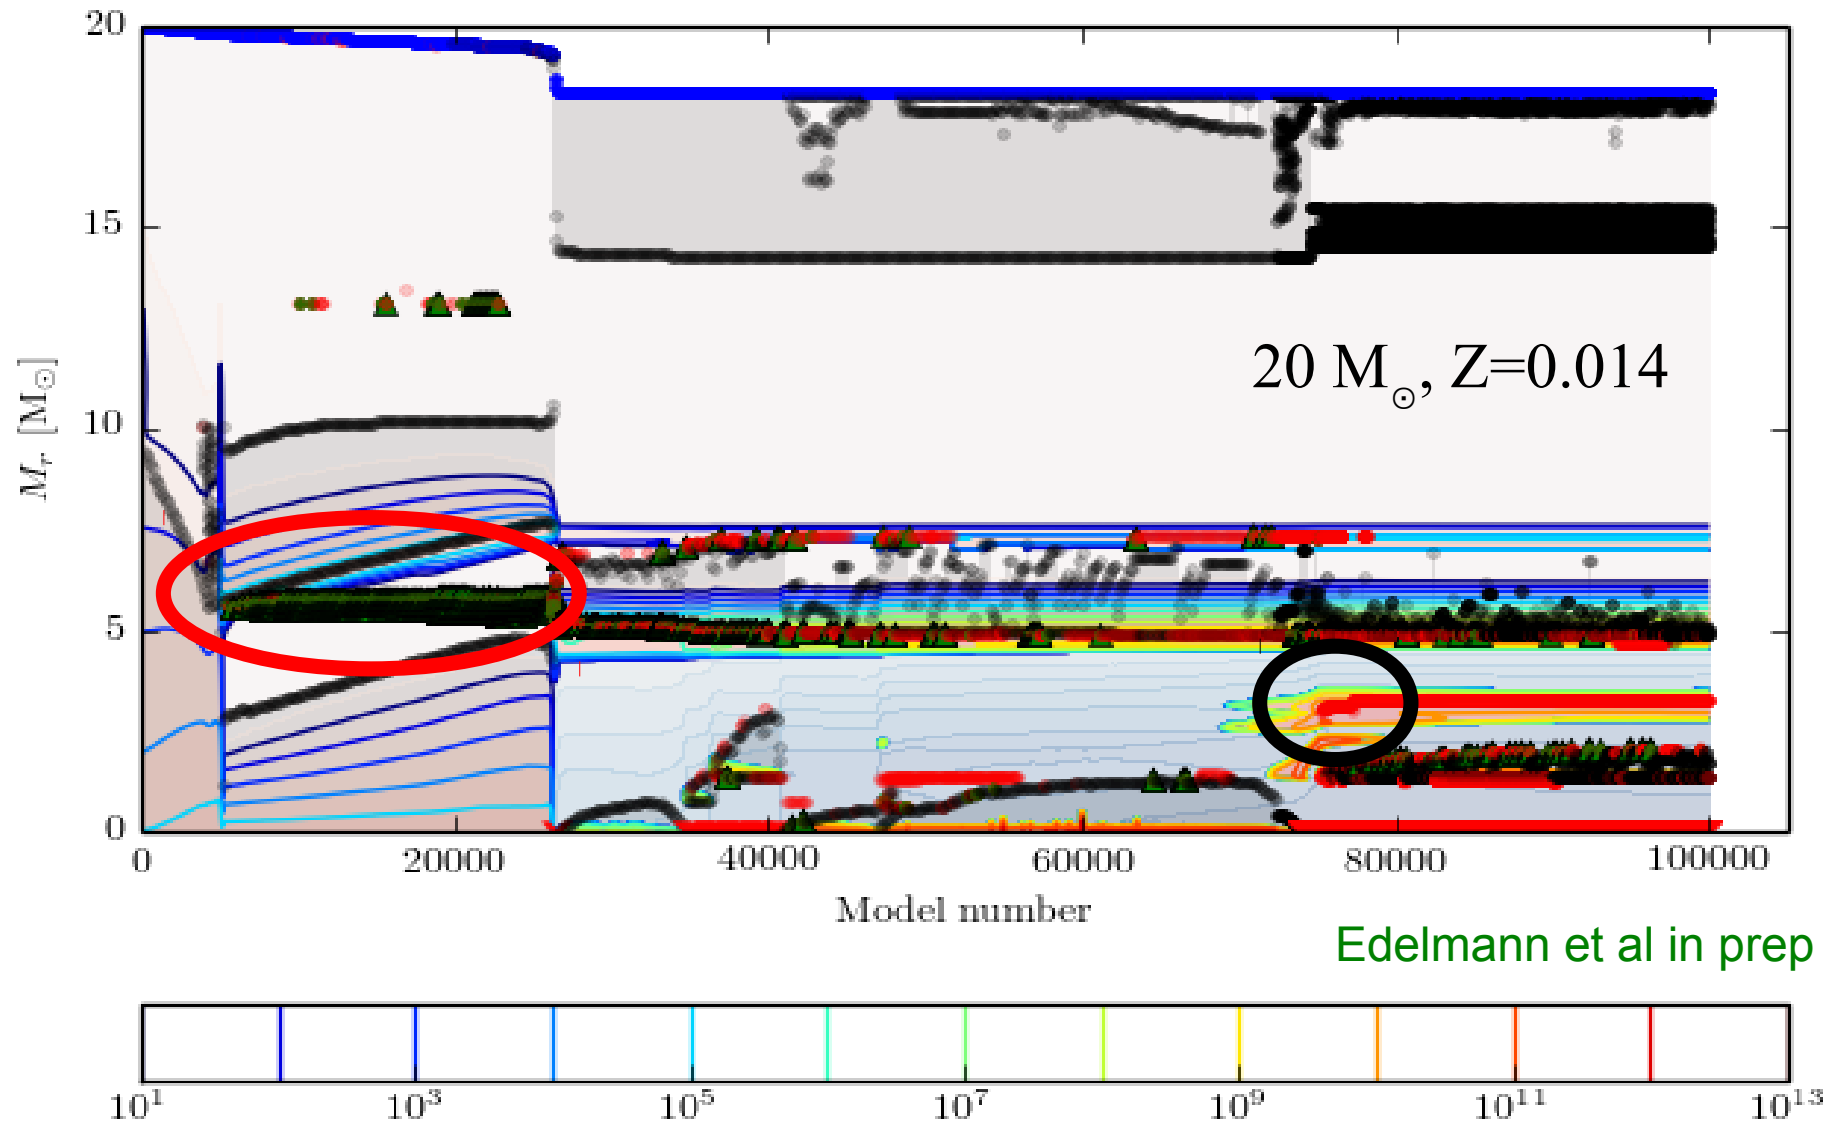 20
15
10
5
0
M_r [M_⊙]
20 M_⊙, Z=0.014
0 20000 40000 60000 80000 100000
Model number
Edelmann et al in prep
10^1 10^3 10^5 10^7 10^9 10^11 10^13